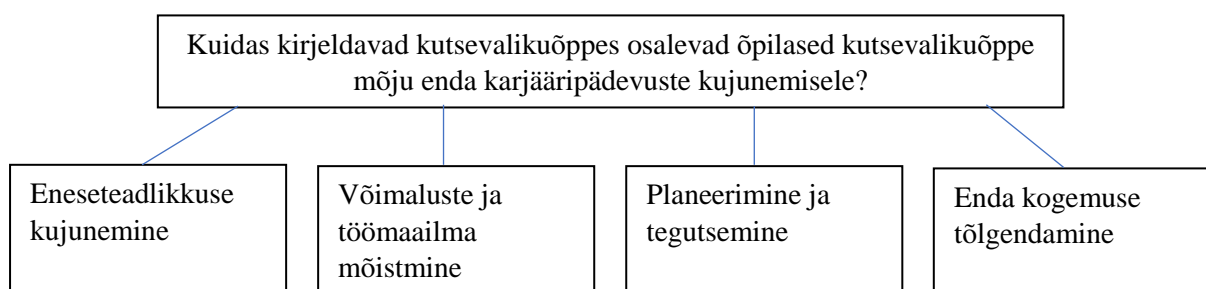 Kuidas kirjeldavad kutsevalikuõppes osalevad õpilased kutsevalikuõppe
mõju enda karjääripädevuste kujunemisele?
Eneseteadlikkuse
kujunemine
Võimaluste ja
töömaailma
mõistmine
Planeerimine ja
tegutsemine
Enda kogemuse
tõlgendamine